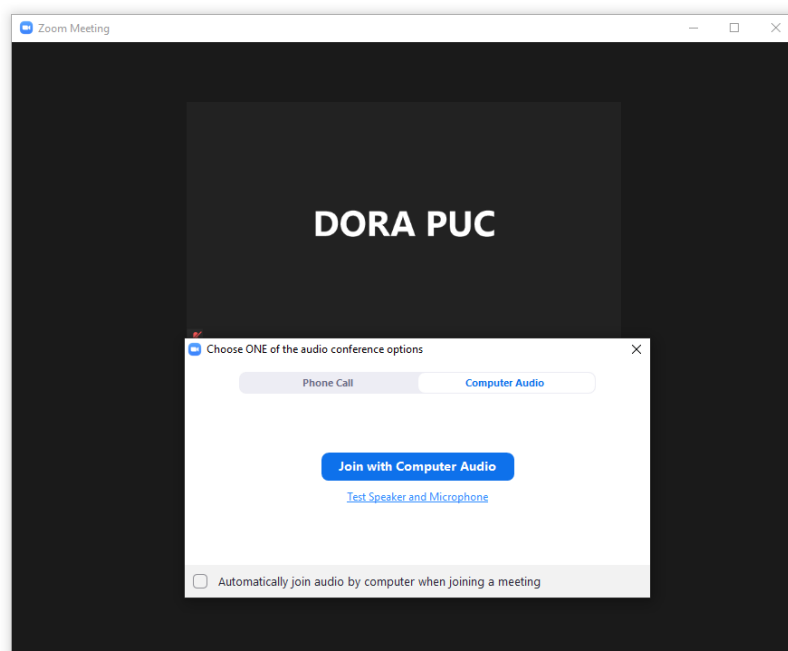 Zoom Meeting
DORA PUC
Choose ONE of the audio conference options
Phone Call
Computer Audio
Join with Computer Audio
Test Speaker and Microphone
Automatically join audio by computer when joining a meeting